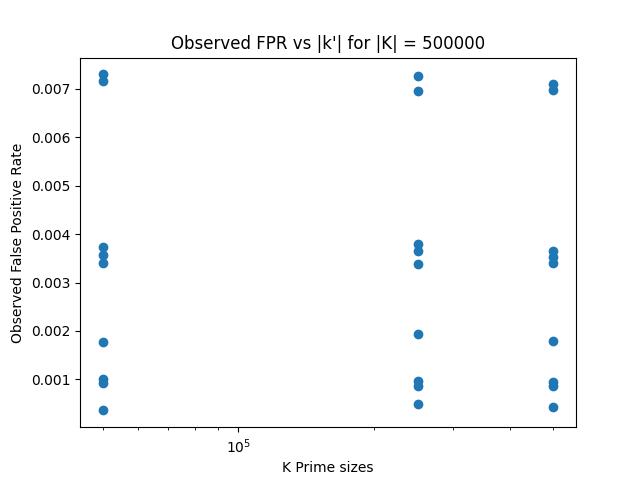 Observed FPR vs |k'| for |K| = 500000
Observed False Positive Rate
0.007
0.006
0.005
0.004
0.003
0.002
0.001
10^5
K Prime sizes